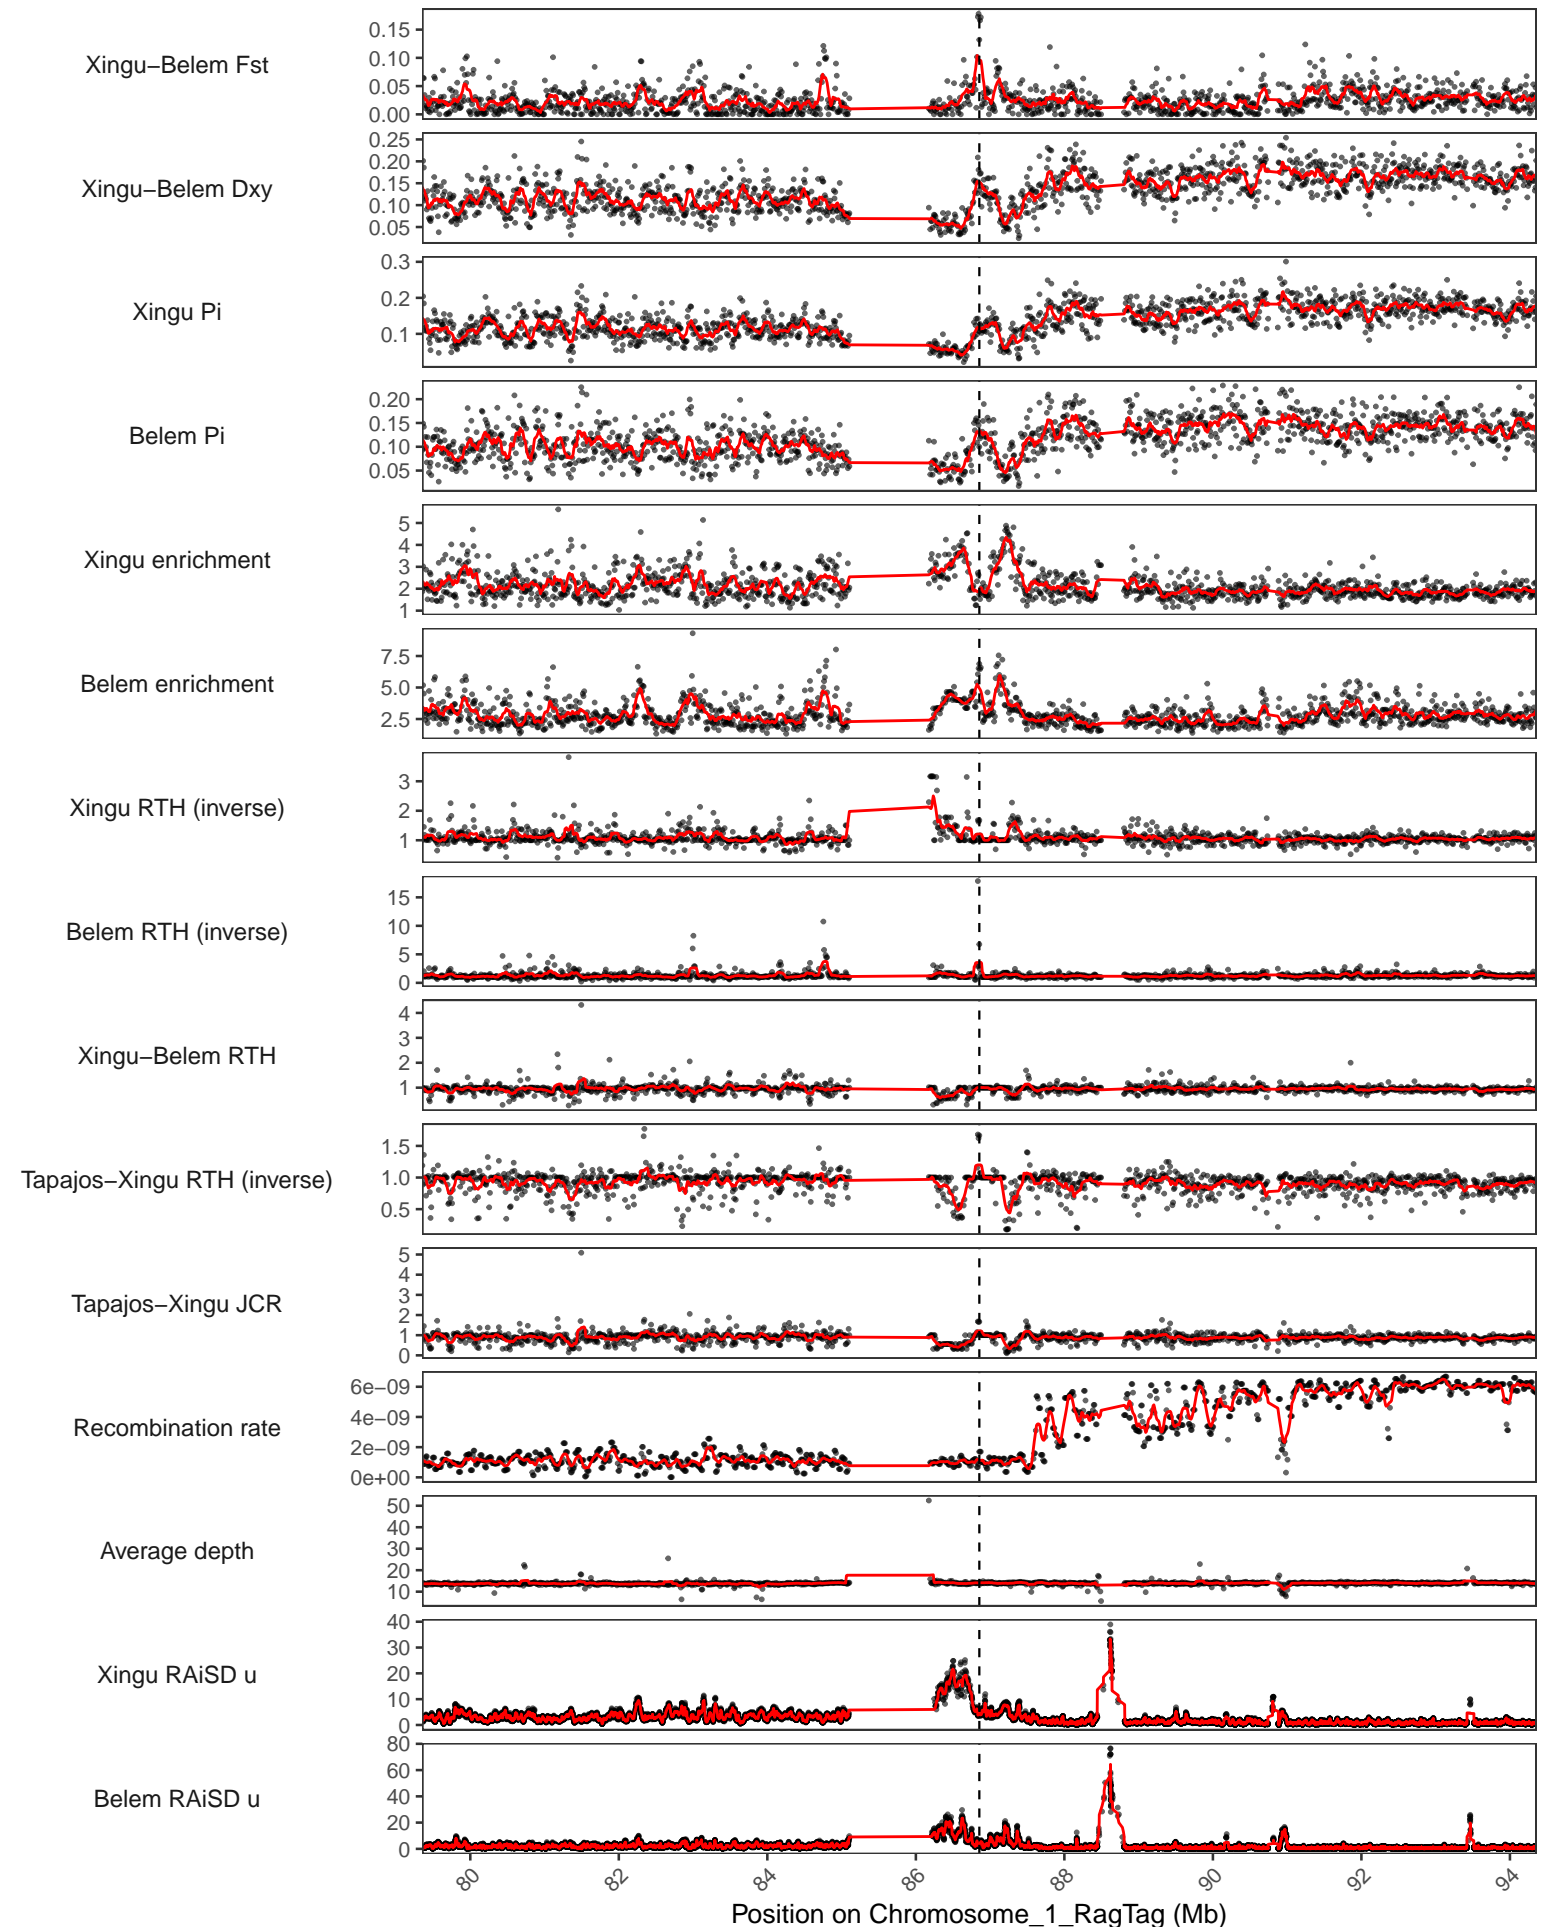 Xingu−Belem Fst
0.15
0.10
0.05
0.00
Xingu−Belem Dxy
0.25
0.20
0.15
0.10
0.05
Xingu Pi
0.3
0.2
0.1
Belem Pi
0.20
0.15
0.10
0.05
Xingu enrichment
5
4
3
2
1
Belem enrichment
7.5
5.0
2.5
Xingu RTH (inverse)
3
2
1
Belem RTH (inverse)
15
10
5
0
Xingu−Belem RTH
4
3
2
1
Tapajos−Xingu RTH (inverse)
1.5
1.0
0.5
Tapajos−Xingu JCR
5
4
3
2
1
0
Recombination rate
6e−09
4e−09
2e−09
0e+00
Average depth
50
40
30
20
10
Xingu RAiSD u
40
30
20
10
0
Belem RAiSD u
80
60
40
20
0
80 82 84 86 88 90 92 94
Position on Chromosome_1_RagTag (Mb)